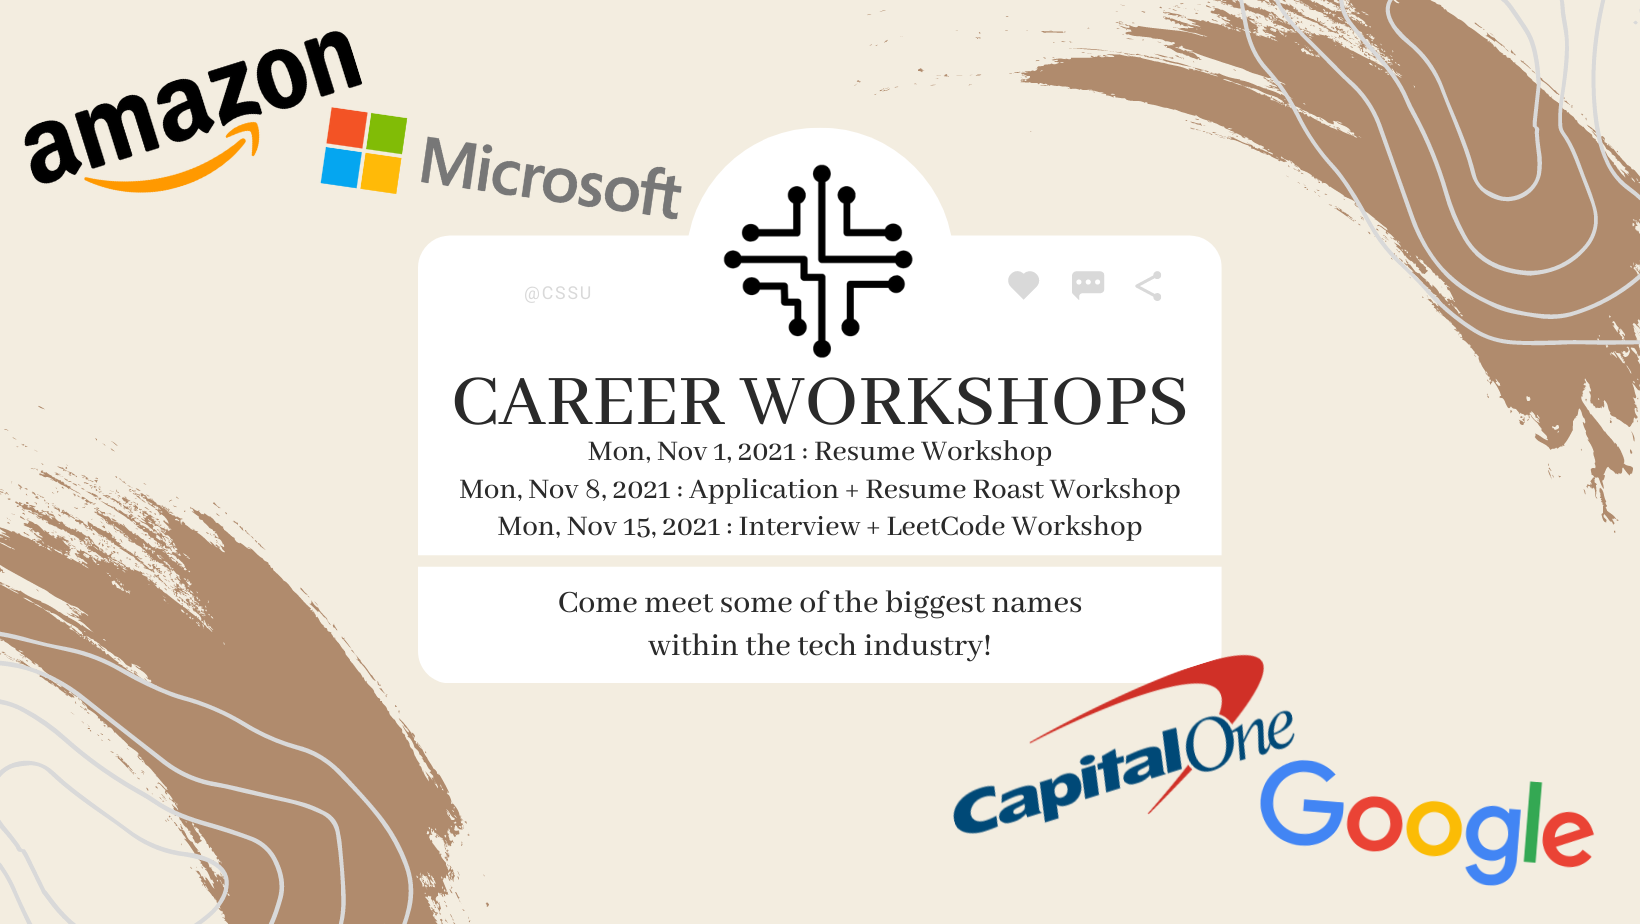 amazon
Microsoft
@CSSU
CAREER WORKSHOPS
Mon, Nov 1, 2021 : Resume Workshop
Mon, Nov 8, 2021 : Application + Resume Roast Workshop
Mon, Nov 15, 2021 : Interview + LeetCode Workshop
Come meet some of the biggest names
within the tech industry!
CapitalOne
Google